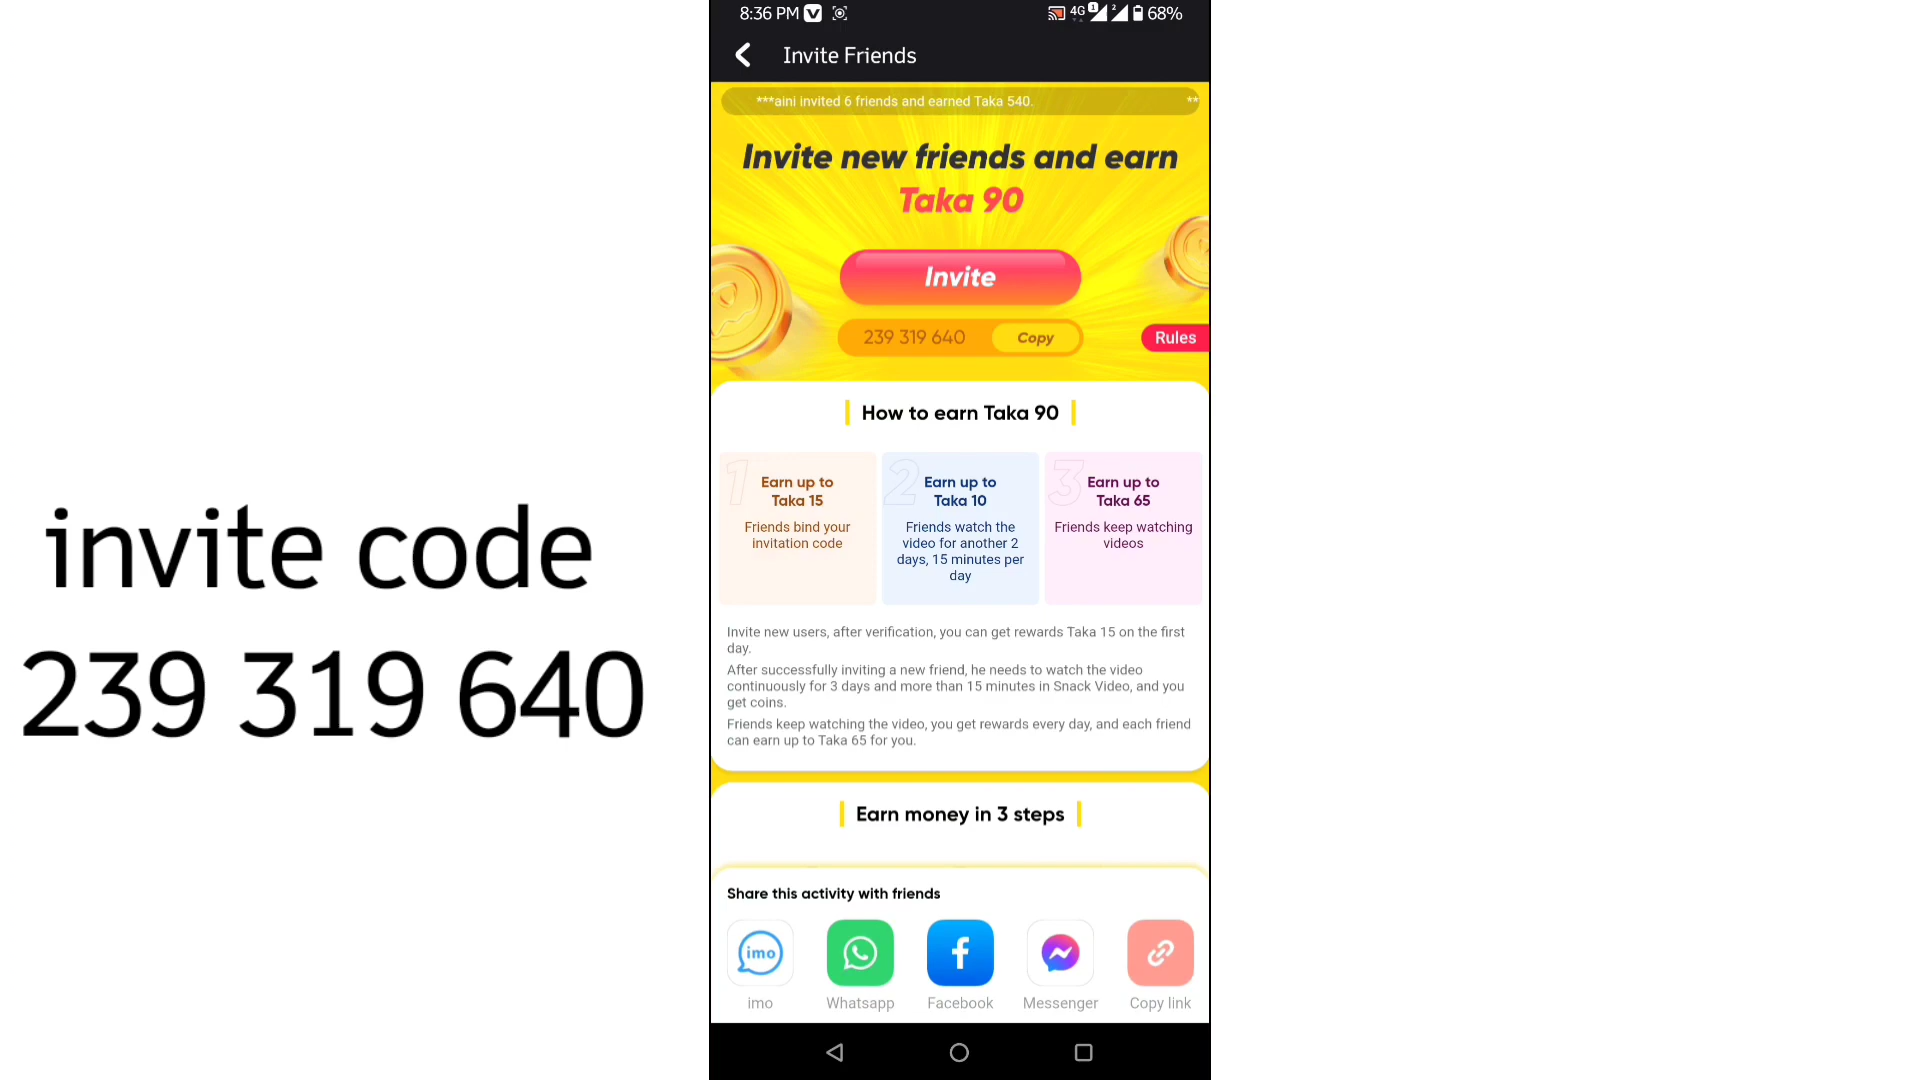 8:36 PM
4G 1 2 68%
Invite Friends
***aini invited 6 friends and earned Taka 540. **
Invite new friends and earn
Taka 90
Invite
239 319 640 Copy
Rules
How to earn Taka 90
1 Earn up to
Taka 15
Friends bind your
invitation code
2 Earn up to
Taka 10
Friends watch the
video for another 2
days, 15 minutes per
day
3 Earn up to
Taka 65
Friends keep watching
videos
Invite new users, after verification, you can get rewards Taka 15 on the first
day.
After successfully inviting a new friend, he needs to watch the video
continuously for 3 days and more than 15 minutes in Snack Video, and you
get coins.
Friends keep watching the video, you get rewards every day, and each friend
can earn up to Taka 65 for you.
Earn money in 3 steps
Share this activity with friends
imo
imo
Whatsapp
Facebook
Messenger
Copy link
invite code
239 319 640